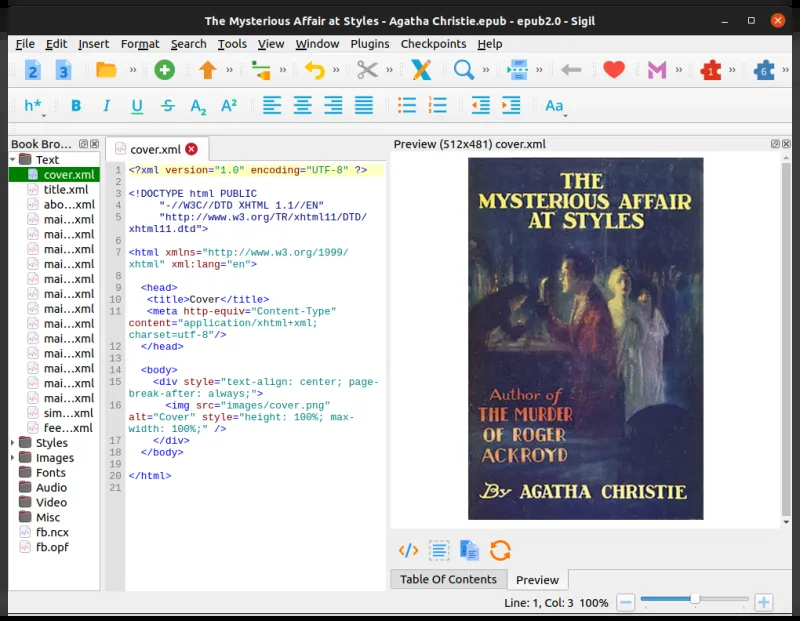 The Mysterious Affair at Styles - Agatha Christie.epub - epub2.0 - Sigil
File Edit Insert Format Search Tools View Window Plugins Checkpoints Help
2 3 1 6
h* B I U S A2 A2 Aa
Book Bro...
Text
cover.xml
title.xml
abo...xml
mai...xml
mai...xml
mai...xml
mai...xml
mai...xml
mai...xml
mai...xml
mai...xml
mai...xml
mai...xml
mai...xml
mai...xml
mai...xml
sim...xml
fee...xml
Styles
Images
Fonts
Audio
Video
Misc
fb.ncx
fb.opf
cover.xml
1 <?xml version="1.0" encoding="UTF-8" ?>
2
3 <!DOCTYPE html PUBLIC
4 "-//W3C//DTD XHTML 1.1//EN"
5 "http://www.w3.org/TR/xhtml11/DTD/
xhtml11.dtd">
6
7 <html xmlns="http://www.w3.org/1999/
xhtml" xml:lang="en">
8
9 <head>
10 <title>Cover</title>
11 <meta http-equiv="Content-Type"
content="application/xhtml+xml;
charset=utf-8"/>
12 </head>
13
14 <body>
15 <div style="text-align: center; page-
break-after: always;">
16 <img src="images/cover.png"
alt="Cover" style="height: 100%; max-
width: 100%;" />
17 </div>
18 </body>
19
20 </html>
21
Preview (512x481) cover.xml
THE
MYSTERIOUS AFFAIR
AT STYLES
Author of
THE MURDER
OF ROGER
ACKROYD
By AGATHA CHRISTIE
Table Of Contents Preview
Line: 1, Col: 3 100%